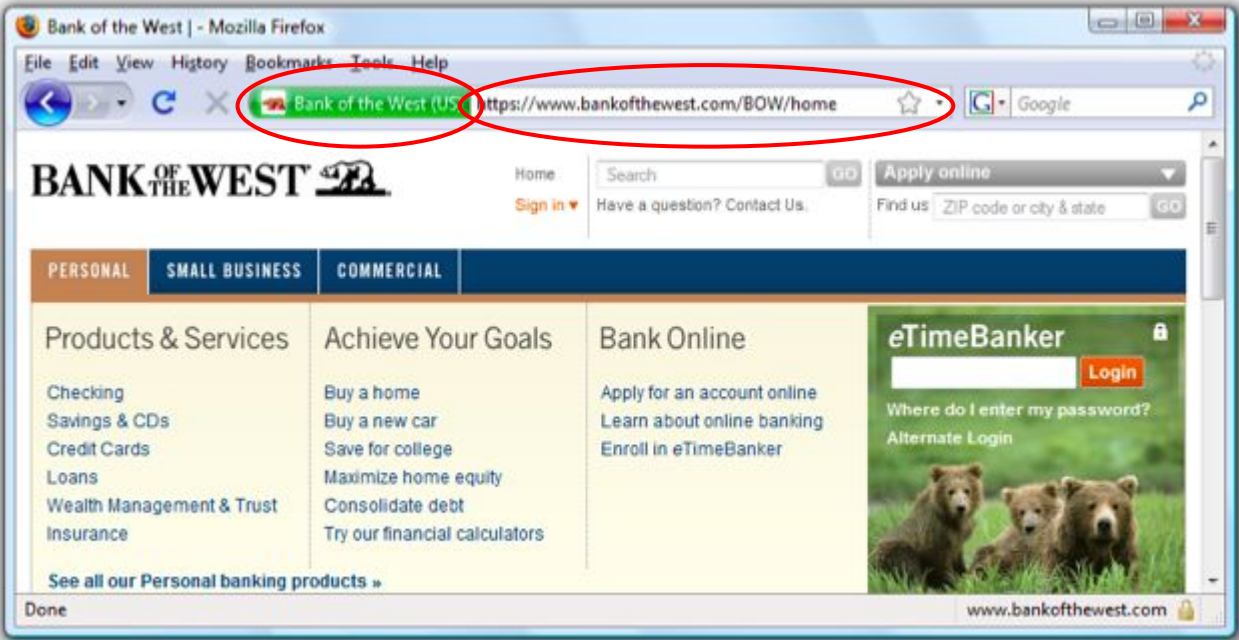 Bank of the West | - Mozilla Firefox
File Edit View History Bookmarks Tools Help
Bank of the West (US https://www.bankofthewest.com/BOW/home Google
BANK OF THE WEST
Home Search GO Apply online
Sign in Have a question? Contact Us. Find us ZIP code or city & state GO
PERSONAL SMALL BUSINESS COMMERCIAL
Products & Services Achieve Your Goals Bank Online eTimeBanker
Login
Checking Buy a home Apply for an account online
Where do I enter my password?
Savings & CDs Buy a new car Learn about online banking
Alternate Login
Credit Cards Save for college Enroll in eTimeBanker
Loans Maximize home equity
Wealth Management & Trust Consolidate debt
Insurance Try our financial calculators
See all our Personal banking products »
Done www.bankofthewest.com